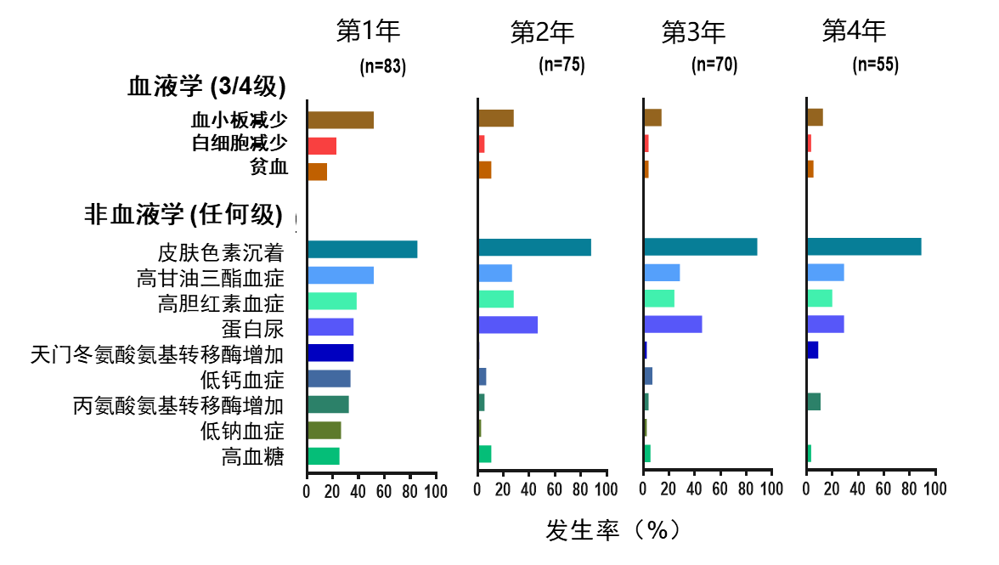 第1年 第2年 第3年 第4年
(n=83) (n=75) (n=70) (n=55)
血液学 (3/4级)
血小板减少
白细胞减少
贫血
非血液学 (任何级)
皮肤色素沉着
高甘油三酯血症
高胆红素血症
蛋白尿
天门冬氨酸氨基转移酶增加
低钙血症
丙氨酸氨基转移酶增加
低钠血症
高血糖
0 20 40 60 80 100 0 20 40 60 80 100 0 20 40 60 80 100 0 20 40 60 80 100
发生率（%）